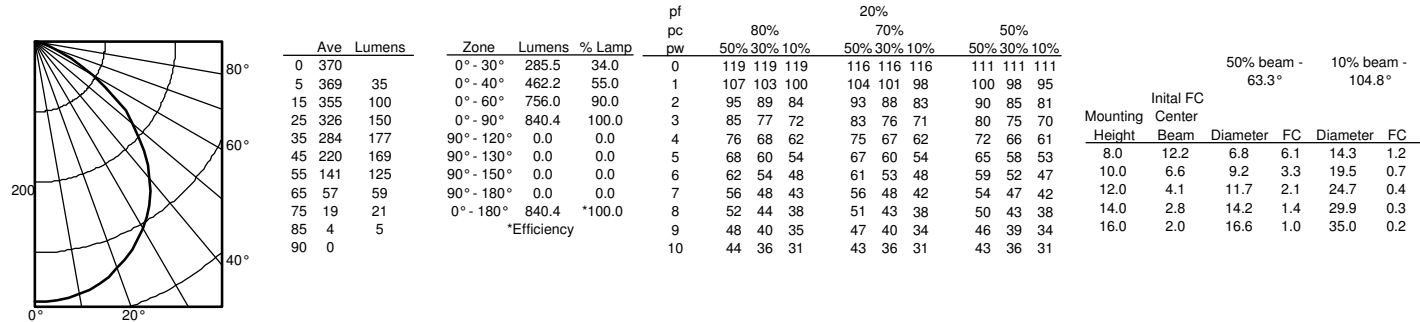 80°
60°
200
40°
0° 20°
Ave Lumens
0 370
5 369 35
15 355 100
25 326 150
35 284 177
45 220 169
55 141 125
65 57 59
75 19 21
85 4 5
90 0
Zone Lumens % Lamp
0° - 30° 285.5 34.0
0° - 40° 462.2 55.0
0° - 60° 756.0 90.0
0° - 90° 840.4 100.0
90° - 120° 0.0 0.0
90° - 130° 0.0 0.0
90° - 150° 0.0 0.0
90° - 180° 0.0 0.0
0° - 180° 840.4 *100.0
*Efficiency
pf 20%
pc 80% 70% 50%
pw 50% 30% 10% 50% 30% 10% 50% 30% 10%
0 119 119 119 116 116 116 111 111 111
1 107 103 100 104 101 98 100 98 95
2 95 89 84 93 88 83 90 85 81
3 85 77 72 83 76 71 80 75 70
4 76 68 62 75 67 62 72 66 61
5 68 60 54 67 60 54 65 58 53
6 62 54 48 61 53 48 59 52 47
7 56 48 43 56 48 42 54 47 42
8 52 44 38 51 43 38 50 43 38
9 48 40 35 47 40 34 46 39 34
10 44 36 31 43 36 31 43 36 31
50% beam - 10% beam -
63.3° 104.8°
Inital FC
Mounting Center
Height Beam Diameter FC Diameter FC
8.0 12.2 6.8 6.1 14.3 1.2
10.0 6.6 9.2 3.3 19.5 0.7
12.0 4.1 11.7 2.1 24.7 0.4
14.0 2.8 14.2 1.4 29.9 0.3
16.0 2.0 16.6 1.0 35.0 0.2